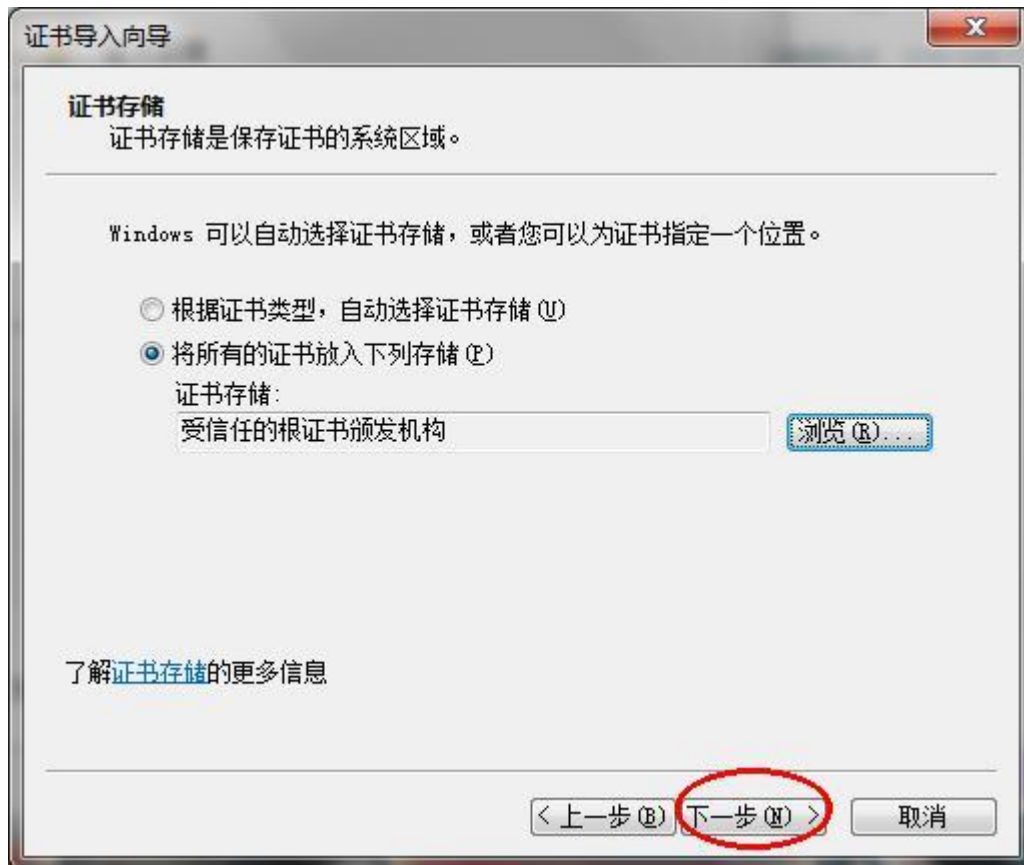 证书导入向导
证书存储
证书存储是保存证书的系统区域。
Windows 可以自动选择证书存储，或者您可以为证书指定一个位置。
根据证书类型，自动选择证书存储(U)
将所有的证书放入下列存储(P)
证书存储:
受信任的根证书颁发机构
浏览(R)...
了解证书存储的更多信息
<上一步(B)
下一步(N) >
取消